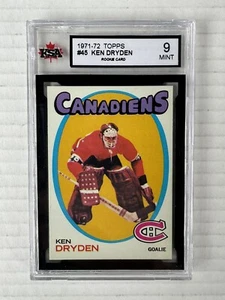 KSA
1971-72 TOPPS
#45 KEN DRYDEN
ROOKIE CARD
9
MINT
CANADIENS
KEN
DRYDEN
GOALIE